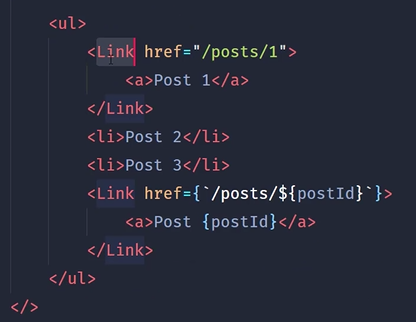 <ul>
<Link href="/posts/1">
<a>Post 1</a>
</Link>
<li>Post 2</li>
<li>Post 3</li>
<Link href={`/posts/${postId}`}>
<a>Post {postId}</a>
</Link>
</ul>
</>